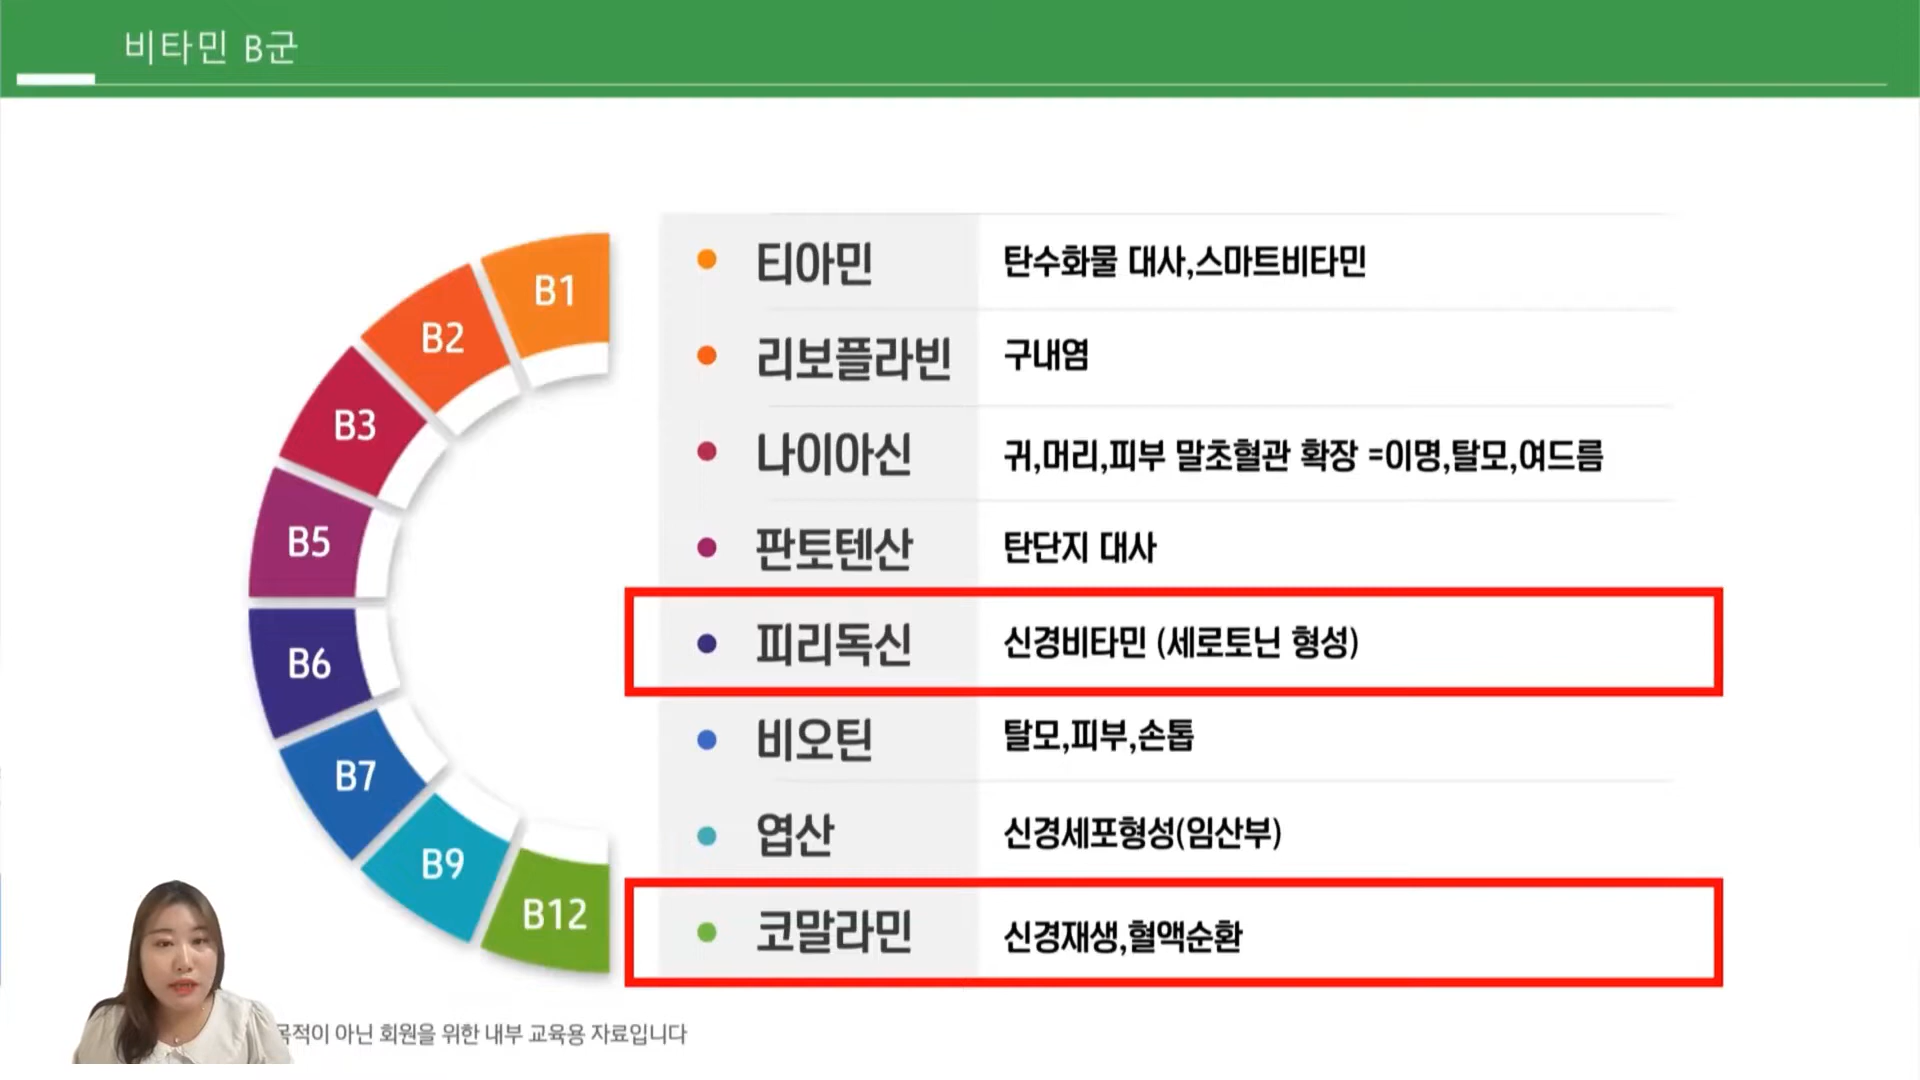 비타민 B군
B1
티아민
탄수화물 대사,스마트비타민
B2
리보플라빈
구내염
B3
나이아신
귀,머리,피부 말초혈관 확장 =이명,탈모,여드름
B5
판토텐산
탄단지 대사
B6
피리독신
신경비타민 (세로토닌 형성)
B7
비오틴
탈모,피부,손톱
B9
엽산
신경세포형성(임산부)
B12
코말라민
신경재생,혈액순환
아닌 회원을 위한 내부 교육용 자료입니다